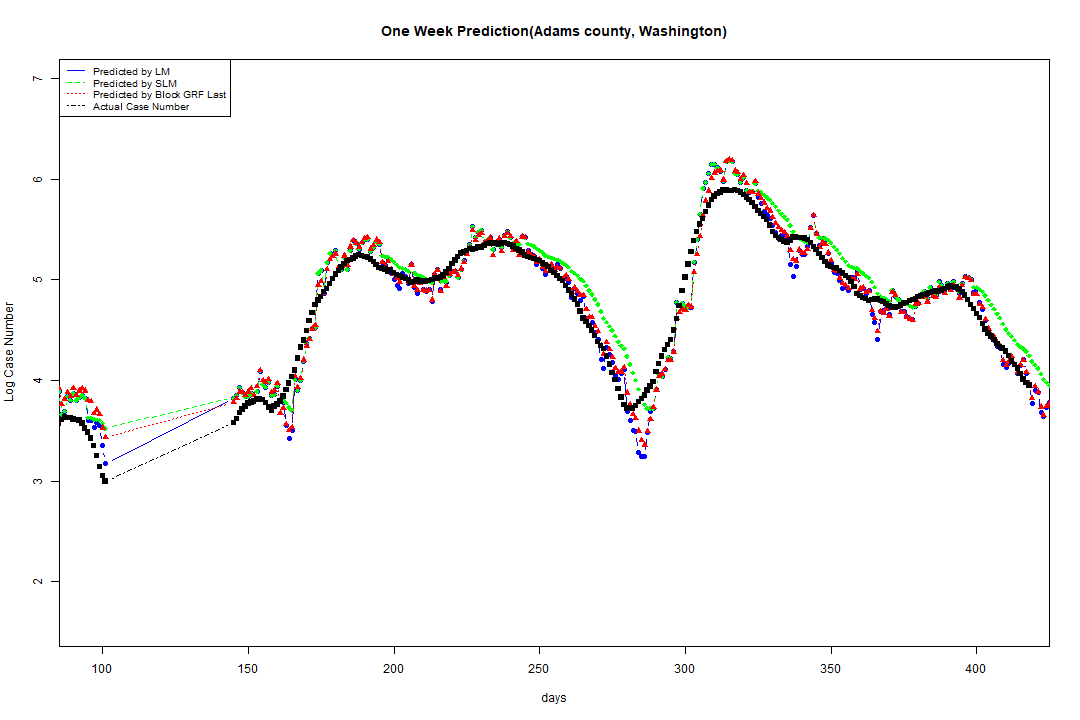 One Week Prediction(Adams county, Washington)
Predicted by LM
Predicted by SLM
Predicted by Block GRF Last
Actual Case Number
Log Case Number
7
6
5
4
3
2
100 150 200 250 300 350 400
days